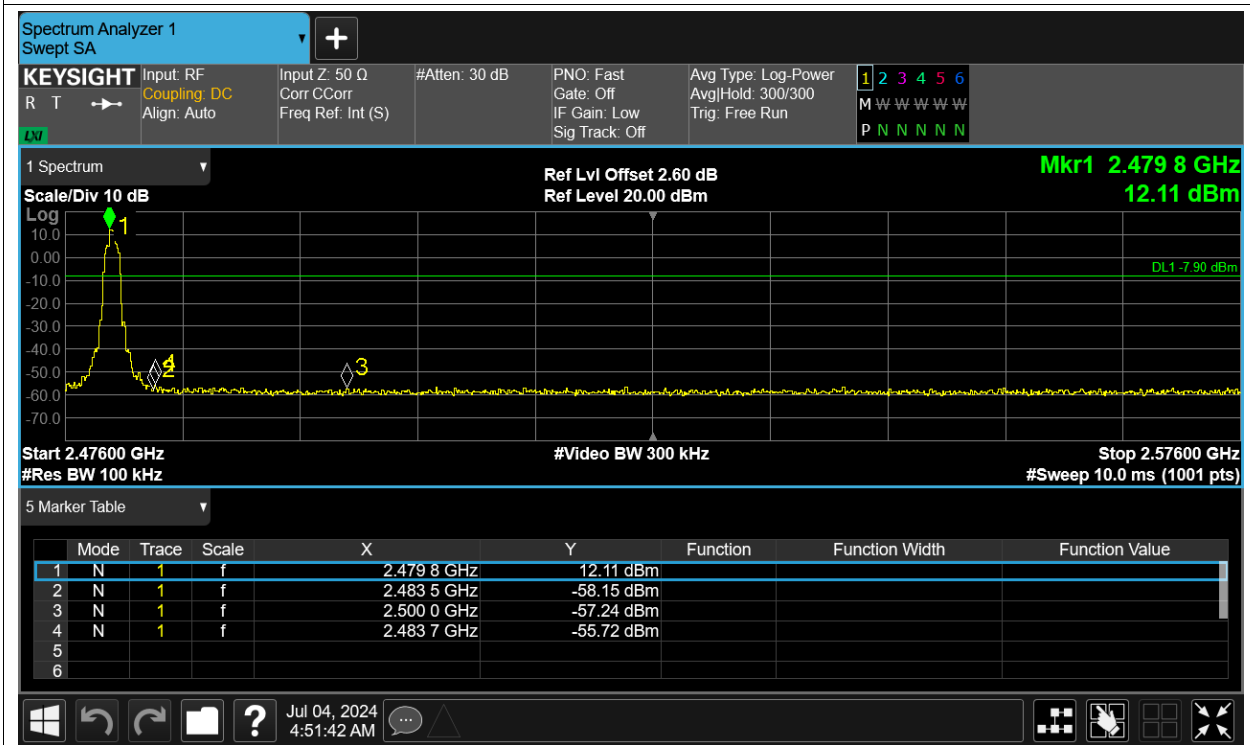 Spectrum Analyzer 1
Swept SA
+
KEYSIGHT Input: RF Input Z: 50 Ω #Atten: 30 dB PNO: Fast Avg Type: Log-Power 1 2 3 4 5 6
R T Coupling: DC Corr CCorr Gate: Off Avg|Hold: 300/300 M W W W W W
Align: Auto Freq Ref: Int (S) IF Gain: Low Trig: Free Run
LXI Sig Track: Off P N N N N N
1 Spectrum Ref Lvl Offset 2.60 dB Mkr1 2.479 8 GHz
Scale/Div 10 dB Ref Level 20.00 dBm 12.11 dBm
Log
1
10.0
0.00
DL1 -7.90 dBm
-10.0
-20.0
-30.0
-40.0
4
2 3
-50.0
-60.0
-70.0
Start 2.47600 GHz #Video BW 300 kHz Stop 2.57600 GHz
#Res BW 100 kHz #Sweep 10.0 ms (1001 pts)
5 Marker Table
Mode Trace Scale X Y Function Function Width Function Value
1 N 1 f 2.479 8 GHz 12.11 dBm
2 N 1 f 2.483 5 GHz -58.15 dBm
3 N 1 f 2.500 0 GHz -57.24 dBm
4 N 1 f 2.483 7 GHz -55.72 dBm
5
6
? Jul 04, 2024
4:51:42 AM